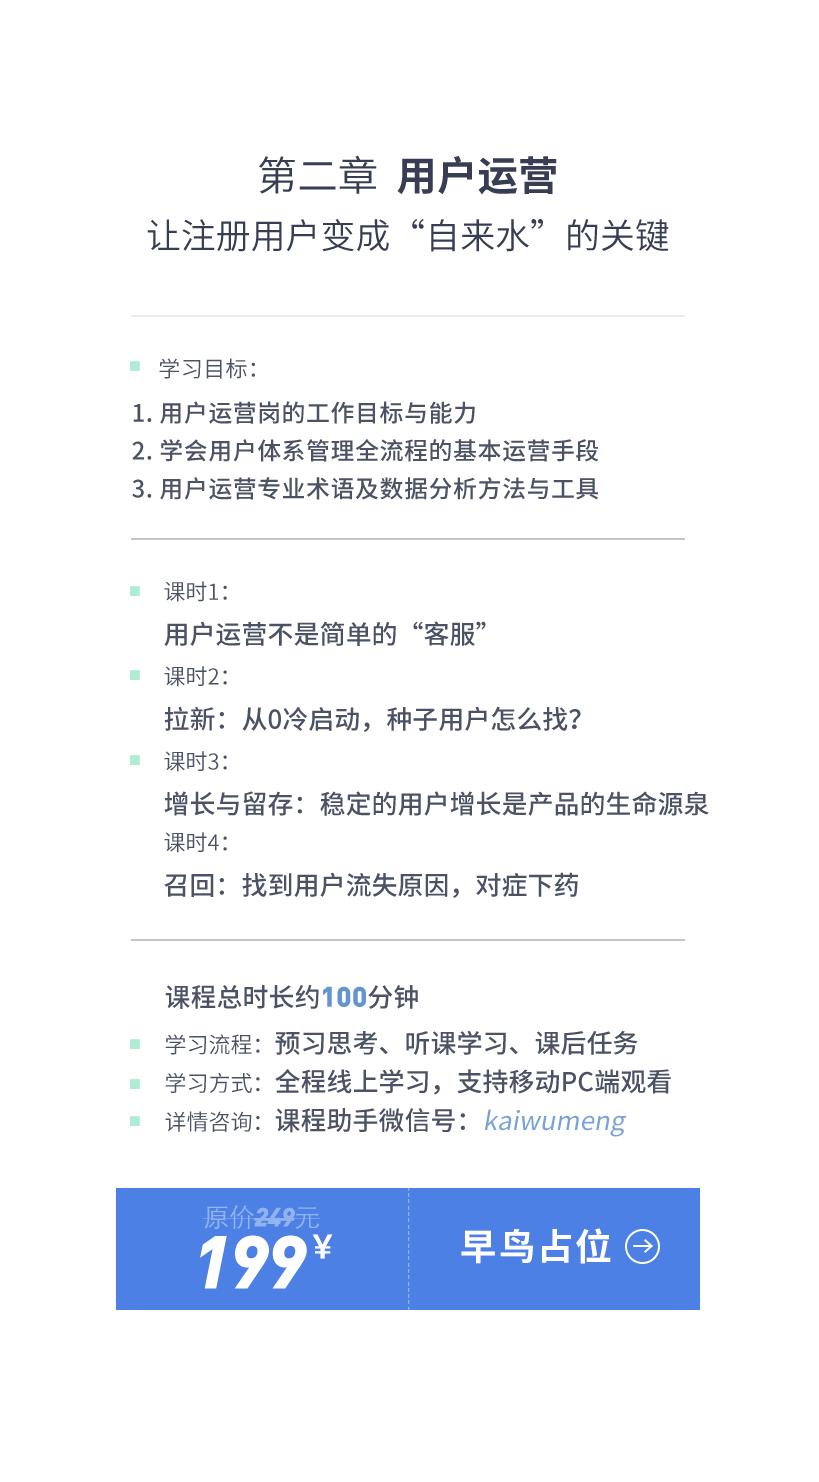 第二章 用户运营
让注册用户变成“自来水”的关键
学习目标：
1. 用户运营岗的工作目标与能力
2. 学会用户体系管理全流程的基本运营手段
3. 用户运营专业术语及数据分析方法与工具
课时1：
用户运营不是简单的“客服”
课时2：
拉新：从0冷启动，种子用户怎么找？
课时3：
增长与留存：稳定的用户增长是产品的生命源泉
课时4：
召回：找到用户流失原因，对症下药
课程总时长约100分钟
学习流程：预习思考、听课学习、课后任务
学习方式：全程线上学习，支持移动PC端观看
详情咨询：课程助手微信号：kaiwumeng
原价249元
199¥
早鸟占位